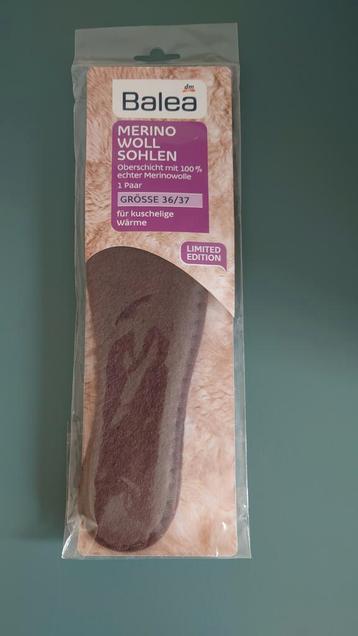 dm
Balea
MERINO
WOLL
SOHLEN
Oberschicht mit 100%
echter Merinowolle
1 Paar
GRÖSSE 36/37
für kuschelige
Wärme
LIMITED
EDITION